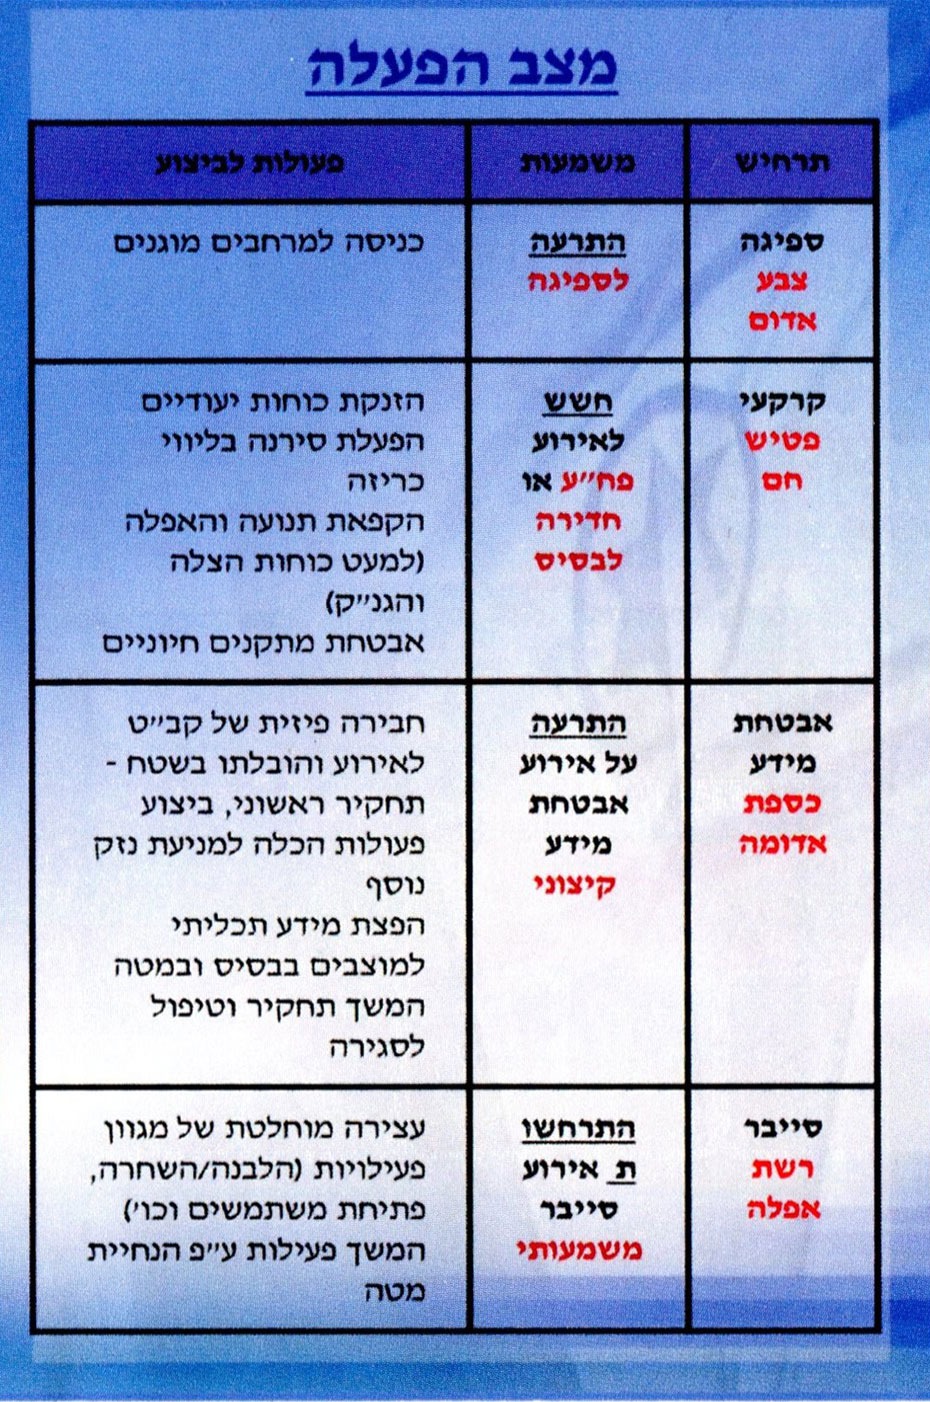 מצב הפעלה
תרחיש
משמעות
פעולות לביצוע
ספיגה
צבע
אדום
התרעה
לספיגה
כניסה למרחבים מוגנים
קרקעי
פטיש
חם
חשש
לאירוע
פח״ע או
חדירה
לבסיס
הזנקת כוחות יעודיים
הפעלת סירנה בליווי
כריזה
הקפאת תנועה והאפלה
(למעט כוחות הצלה
והגנ״ק)
אבטחת מתקנים חיוניים
אבטחת
מידע
כספת
אדומה
התרעה
על אירוע
אבטחת
מידע
קיצוני
חבירה פיזית של קב״ט
לאירוע והובלתו בשטח -
תחקיר ראשוני, ביצוע
פעולות הכלה למניעת נזק
נוסף
הפצת מידע תכליתי
למוצבים בבסיס ובמטה
המשך תחקיר וטיפול
לסגירה
סייבר
רשת
אפלה
התרחשו
ת אירוע
סייבר
משמעותי
עצירה מוחלטת של מגוון
פעילויות (הלבנה/השחרה,
פתיחת משתמשים וכו')
המשך פעילות ע״פ הנחיית
מטה